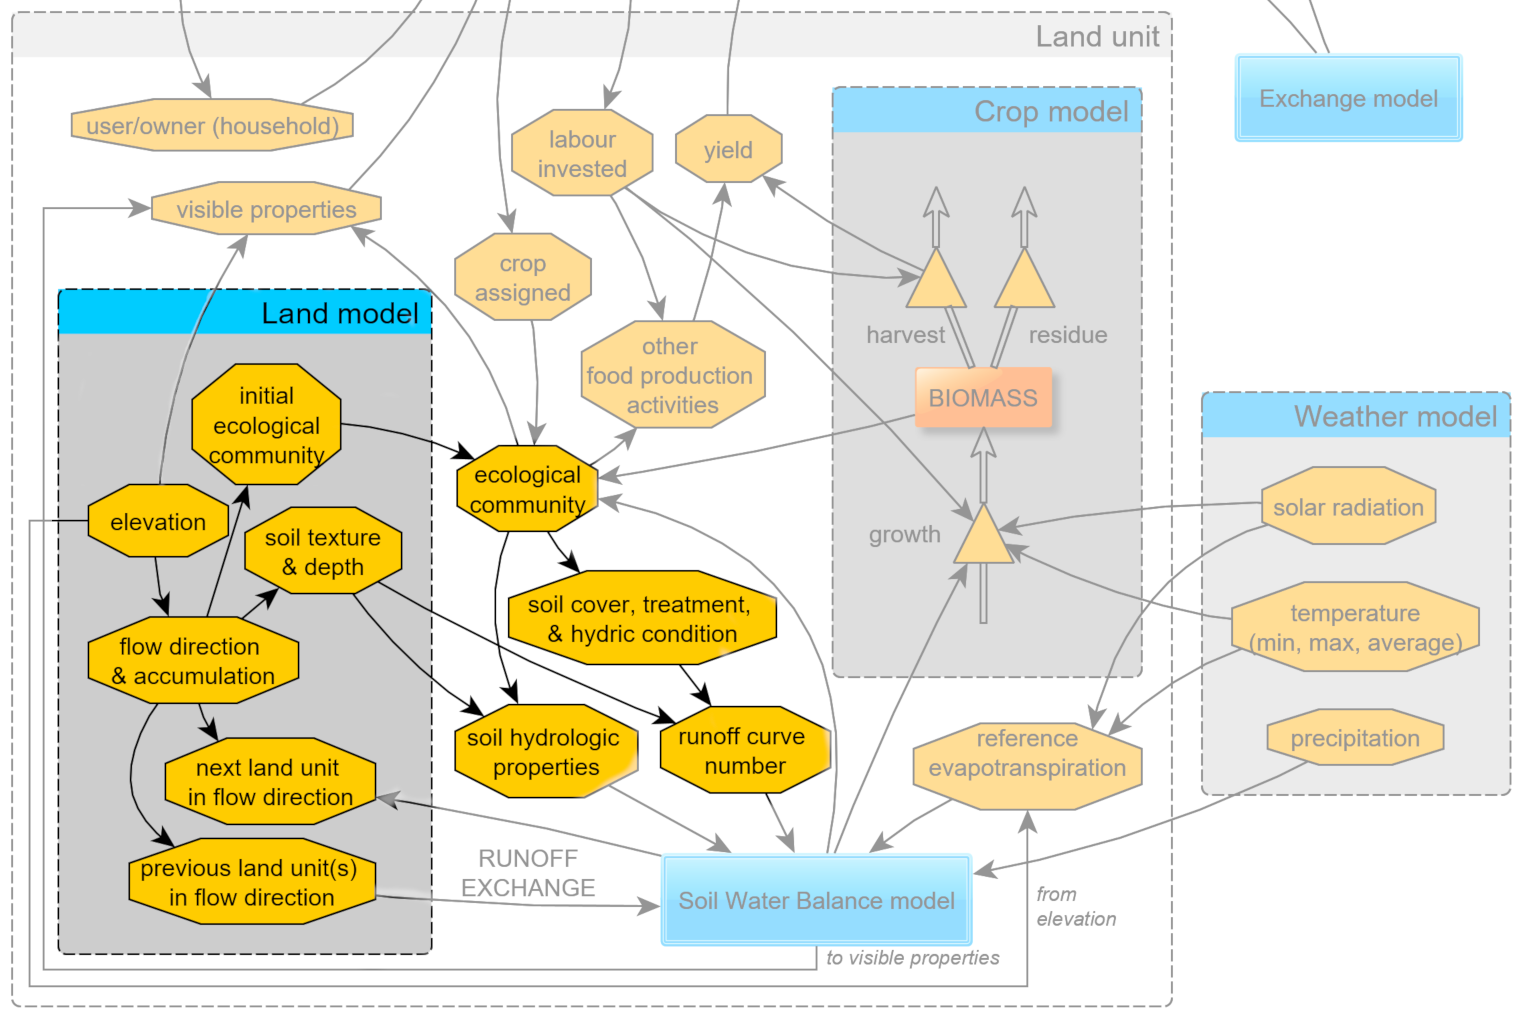 Land unit
Exchange model
Crop model
user/owner (household)
labour
invested
yield
visible properties
crop
assigned
Land model
harvest
residue
other
food production
activities
BIOMASS
Weather model
initial
ecological
community
ecological
community
elevation
soil texture
& depth
growth
solar radiation
soil cover, treatment,
& hydric condition
temperature
(min, max, average)
flow direction
& accumulation
soil hydrologic
properties
runoff curve
number
reference
evapotranspiration
precipitation
next land unit
in flow direction
previous land unit(s)
in flow direction
RUNOFF
EXCHANGE
Soil Water Balance model
from
elevation
to visible properties